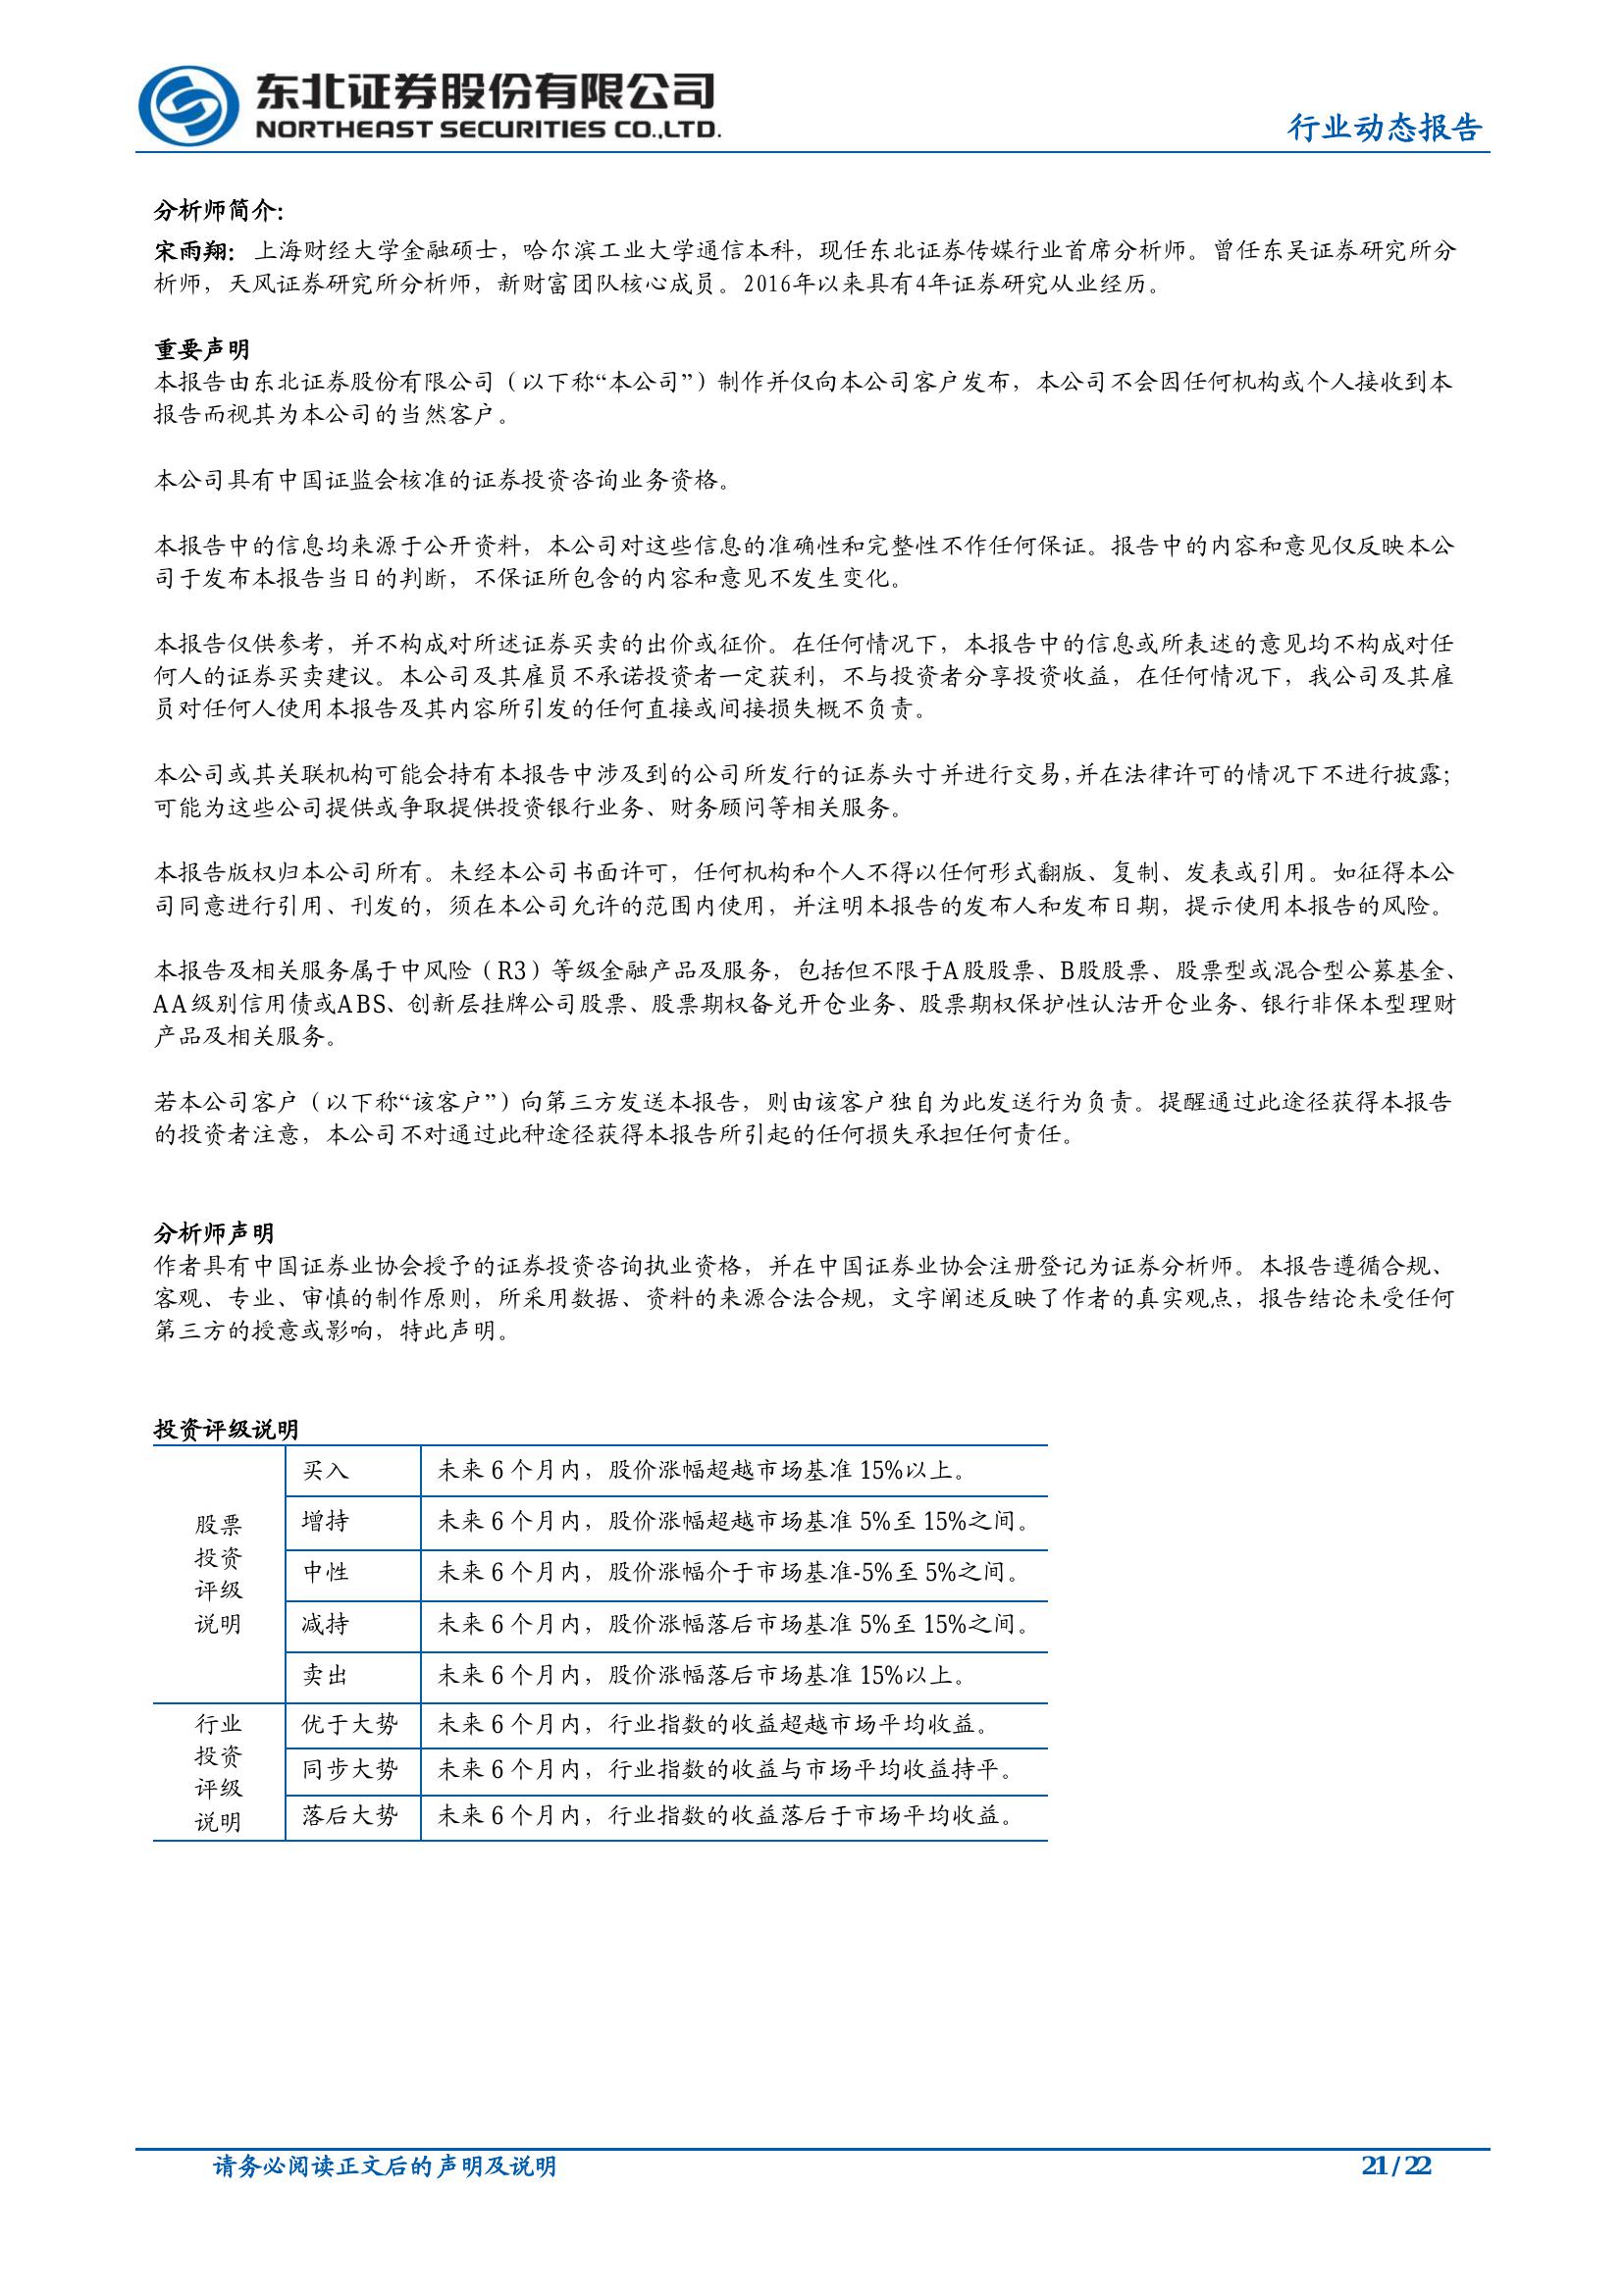 东北证券股份有限公司
NORTHEAST SECURITIES CO.,LTD.
行业动态报告
分析师简介:
宋雨翔：上海财经大学金融硕士，哈尔滨工业大学通信本科，现任东北证券传媒行业首席分析师。曾任东吴证券研究所分
析师，天风证券研究所分析师，新财富团队核心成员。2016年以来具有4年证券研究从业经历。
重要声明
本报告由东北证券股份有限公司（以下称“本公司”）制作并仅向本公司客户发布，本公司不会因任何机构或个人接收到本
报告而视其为本公司的当然客户。
本公司具有中国证监会核准的证券投资咨询业务资格。
本报告中的信息均来源于公开资料，本公司对这些信息的准确性和完整性不作任何保证。报告中的内容和意见仅反映本公
司于发布本报告当日的判断，不保证所包含的内容和意见不发生变化。
本报告仅供参考，并不构成对所述证券买卖的出价或征价。在任何情况下，本报告中的信息或所表述的意见均不构成对任
何人的证券买卖建议。本公司及其雇员不承诺投资者一定获利，不与投资者分享投资收益，在任何情况下，我公司及其雇
员对任何人使用本报告及其内容所引发的任何直接或间接损失概不负责。
本公司或其关联机构可能会持有本报告中涉及到的公司所发行的证券头寸并进行交易，并在法律许可的情况下不进行披露；
可能为这些公司提供或争取提供投资银行业务、财务顾问等相关服务。
本报告版权归本公司所有。未经本公司书面许可，任何机构和个人不得以任何形式翻版、复制、发表或引用。如征得本公
司同意进行引用、刊发的，须在本公司允许的范围内使用，并注明本报告的发布人和发布日期，提示使用本报告的风险。
本报告及相关服务属于中风险（R3）等级金融产品及服务，包括但不限于A股股票、B股股票、股票型或混合型公募基金、
AA级别信用债或ABS、创新层挂牌公司股票、股票期权备兑开仓业务、股票期权保护性认沽开仓业务、银行非保本型理财
产品及相关服务。
若本公司客户（以下称“该客户”）向第三方发送本报告，则由该客户独自为此发送行为负责。提醒通过此途径获得本报告
的投资者注意，本公司不对通过此种途径获得本报告所引起的任何损失承担任何责任。
分析师声明
作者具有中国证券业协会授予的证券投资咨询执业资格，并在中国证券业协会注册登记为证券分析师。本报告遵循合规、
客观、专业、审慎的制作原则，所采用数据、资料的来源合法合规，文字阐述反映了作者的真实观点，报告结论未受任何
第三方的授意或影响，特此声明。
投资评级说明
股票
投资
评级
说明
买入 未来 6 个月内，股价涨幅超越市场基准 15%以上。
增持 未来 6 个月内，股价涨幅超越市场基准 5%至 15%之间。
中性 未来 6 个月内，股价涨幅介于市场基准-5%至 5%之间。
减持 未来 6 个月内，股价涨幅落后市场基准 5%至 15%之间。
卖出 未来 6 个月内，股价涨幅落后市场基准 15%以上。
行业
投资
评级
说明
优于大势 未来 6 个月内，行业指数的收益超越市场平均收益。
同步大势 未来 6 个月内，行业指数的收益与市场平均收益持平。
落后大势 未来 6 个月内，行业指数的收益落后于市场平均收益。
请务必阅读正文后的声明及说明
21 / 22